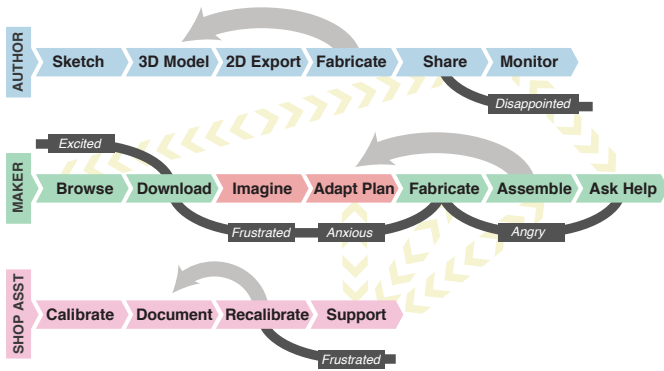 AUTHOR
Sketch 3D Model 2D Export Fabricate Share Monitor
Disappointed
Excited
MAKER
Browse Download Imagine Adapt Plan Fabricate Assemble Ask Help
Frustrated Anxious Angry
SHOP ASST
Calibrate Document Recalibrate Support
Frustrated